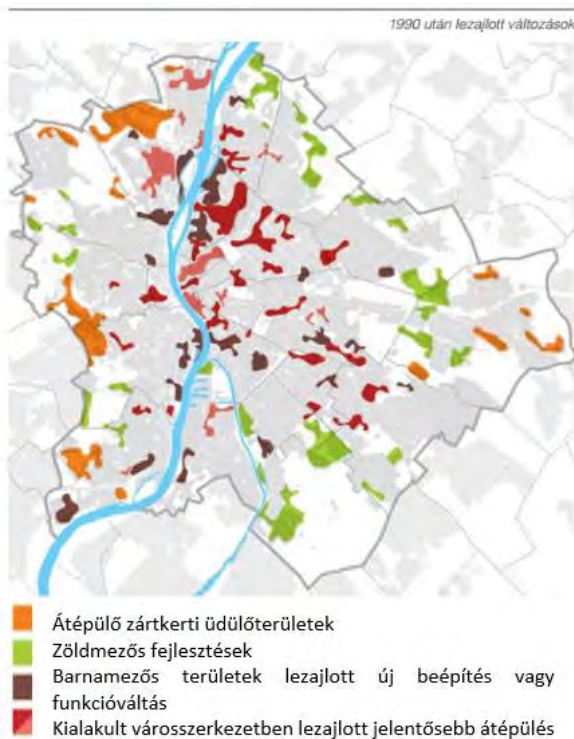 1990 után lezajlott változások
Átépülő zártkerti üdülőterületek
Zöldmezős fejlesztések
Barnamezős területek lezajlott új beépítés vagy
funkcióváltás
Kialakult városszerkezetben lezajlott jelentősebb átépülés